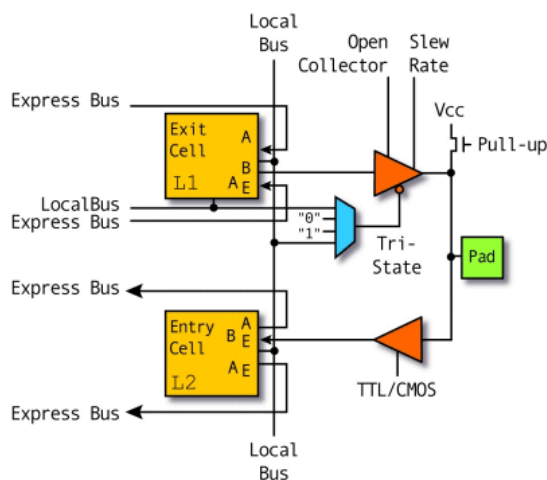 Local
Bus
Open
Collector
Slew
Rate
Express Bus
Vcc
Exit
Cell
A
B
L1
A E
Pull-up
LocalBus
Express Bus
"0"
"1"
Tri-
State
Pad
Express Bus
Entry
Cell
A
B E
A E
L2
TTL/CMOS
Express Bus
Local
Bus